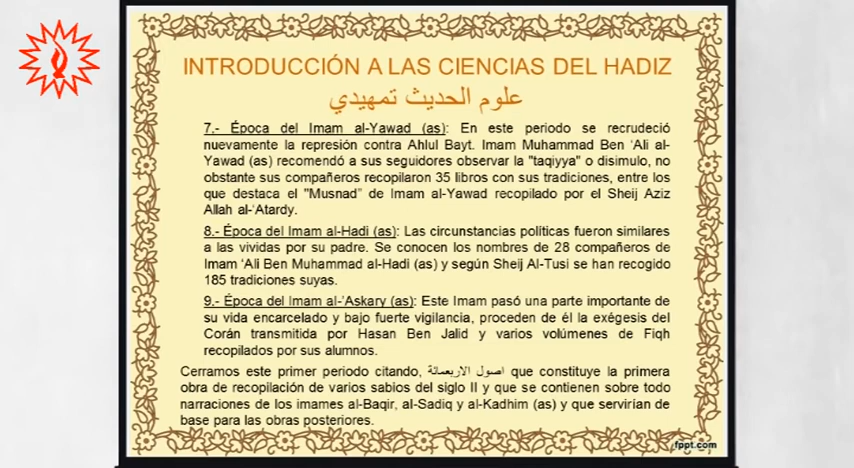 INTRODUCCIÓN A LAS CIENCIAS DEL HADIZ
علوم الحديث تمهيدي
7.- Época del Imam al-Yawad (as): En este periodo se recrudeció
nuevamente la represión contra Ahlul Bayt. Imam Muhammad Ben ‘Ali al-
Yawad (as) recomendó a sus seguidores observar la "taqiyya" o disimulo, no
obstante sus compañeros recopilaron 35 libros con sus tradiciones, entre los
que destaca el "Musnad" de Imam al-Yawad recopilado por el Sheij Aziz
Allah al-‘Atardy.
8.- Época del Imam al-Hadi (as): Las circunstancias políticas fueron similares
a las vividas por su padre. Se conocen los nombres de 28 compañeros de
Imam ‘Ali Ben Muhammad al-Hadi (as) y según Sheij Al-Tusi se han recogido
185 tradiciones suyas.
9.- Época del Imam al-‘Askary (as): Este Imam pasó una parte importante de
su vida encarcelado y bajo fuerte vigilancia, proceden de él la exégesis del
Corán transmitida por Hasan Ben Jalid y varios volúmenes de Fiqh
recopilados por sus alumnos.
Cerramos este primer periodo citando, اصول الاربعمائة que constituye la primera
obra de recopilación de varios sabios del siglo II y que se contienen sobre todo
narraciones de los imames al-Baqir, al-Sadiq y al-Kadhim (as) y que servirían de
base para las obras posteriores.
fppt.com